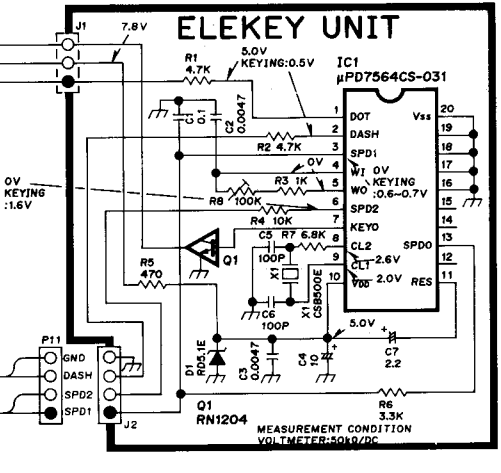 ELEKEY UNIT
J1
7.8V
5.0V
KEYING:0.5V
IC1
μPD7564CS-031
R1
4.7K
C1
0.1
C2
0.0047
R2 4.7K
0V
R3 1K
R8
100K
R4 10K
0V
KEYING
:1.6V
1 DOT
2 DASH
3 SPD1
4 WI
5 WO
6 SPD2
7 KEYO
8 CL2
9 CL1
10 VDD
Vss 20
19
18
17
16
15
14
SPD0 13
12
RES 11
0V
KEYING
:0.6~0.7V
2.6V
2.0V
Q1
C5
100P
R7 6.8K
X1
X1
CSB500E
C6
100P
R5
470
5.0V
D1
RD5.1E
C3
0.0047
C4
10
C7
2.2
R6
3.3K
P11
GND
DASH
SPD2
SPD1
J2
Q1
RN1204
MEASUREMENT CONDITION
VOLTMETER:50kΩ/DC